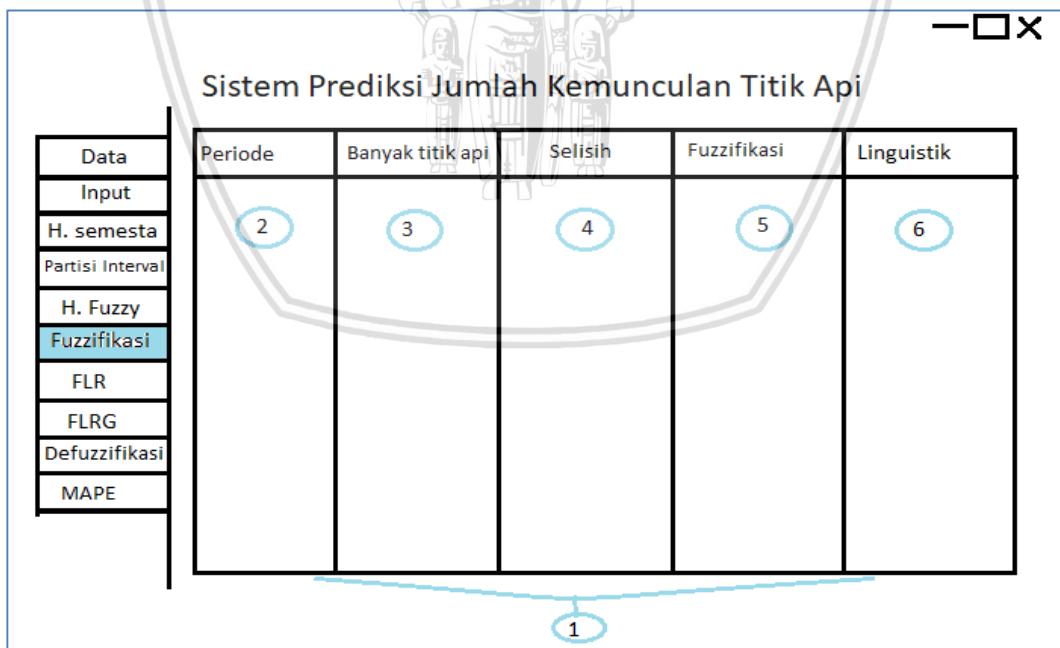 Sistem Prediksi Jumlah Kemunculan Titik Api
Data
Input
H. semesta
Partisi Interval
H. Fuzzy
Fuzzifikasi
FLR
FLRG
Defuzzifikasi
MAPE
Periode Banyak titik api Selisih Fuzzifikasi Linguistik
2 3 4 5 6
1